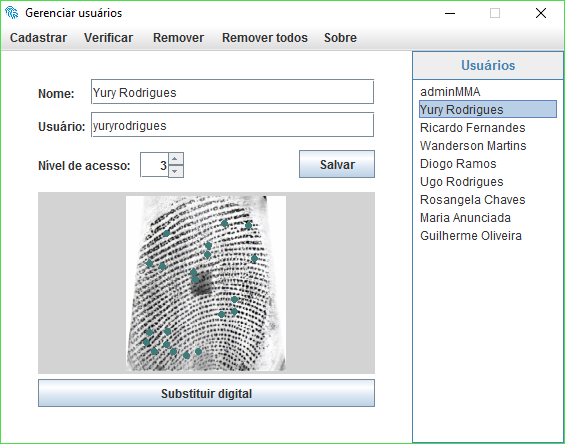 Gerenciar usuários
Cadastrar Verificar Remover Remover todos Sobre
Nome: Yury Rodrigues
Usuário: yuryrodrigues
Nível de acesso: 3 Salvar
Substituir digital
Usuários
adminMMA
Yury Rodrigues
Ricardo Fernandes
Wanderson Martins
Diogo Ramos
Ugo Rodrigues
Rosangela Chaves
Maria Anunciada
Guilherme Oliveira